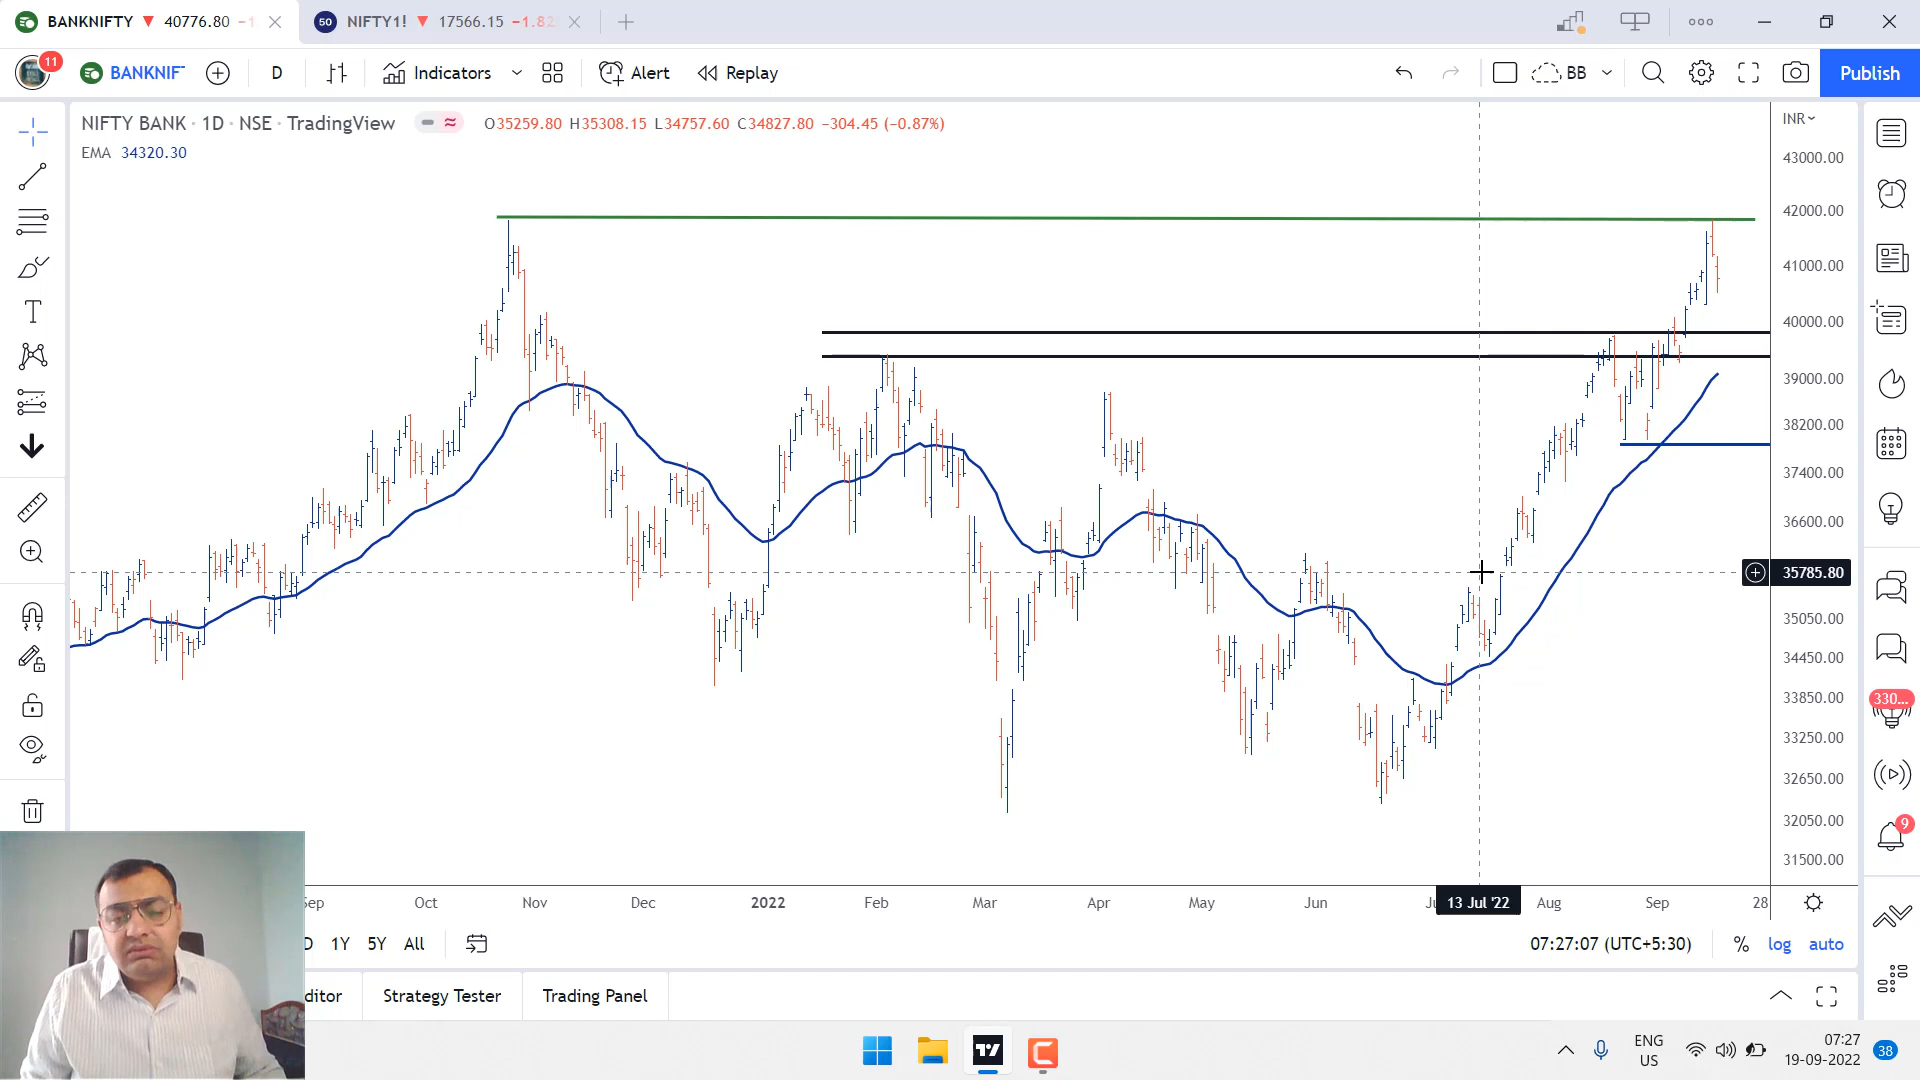 BANKNIFTY ▼ 40776.80 −1
50 NIFTY1! ▼ 17566.15 −1.82
11 BANKNIF D Indicators Alert Replay BB Publish
NIFTY BANK · 1D · NSE · TradingView O35259.80 H35308.15 L34757.60 C34827.80 −304.45 (−0.87%)
EMA 34320.30
INR
43000.00
42000.00
41000.00
40000.00
39000.00
38200.00
37400.00
36600.00
35785.80
35050.00
34450.00
33850.00
33250.00
32650.00
32050.00
31500.00
330...
9
Sep Oct Nov Dec 2022 Feb Mar Apr May Jun 13 Jul '22 Aug Sep 28
1Y 5Y All
07:27:07 (UTC+5:30) % log auto
ditor Strategy Tester Trading Panel
ENG
US
07:27
19-09-2022
38